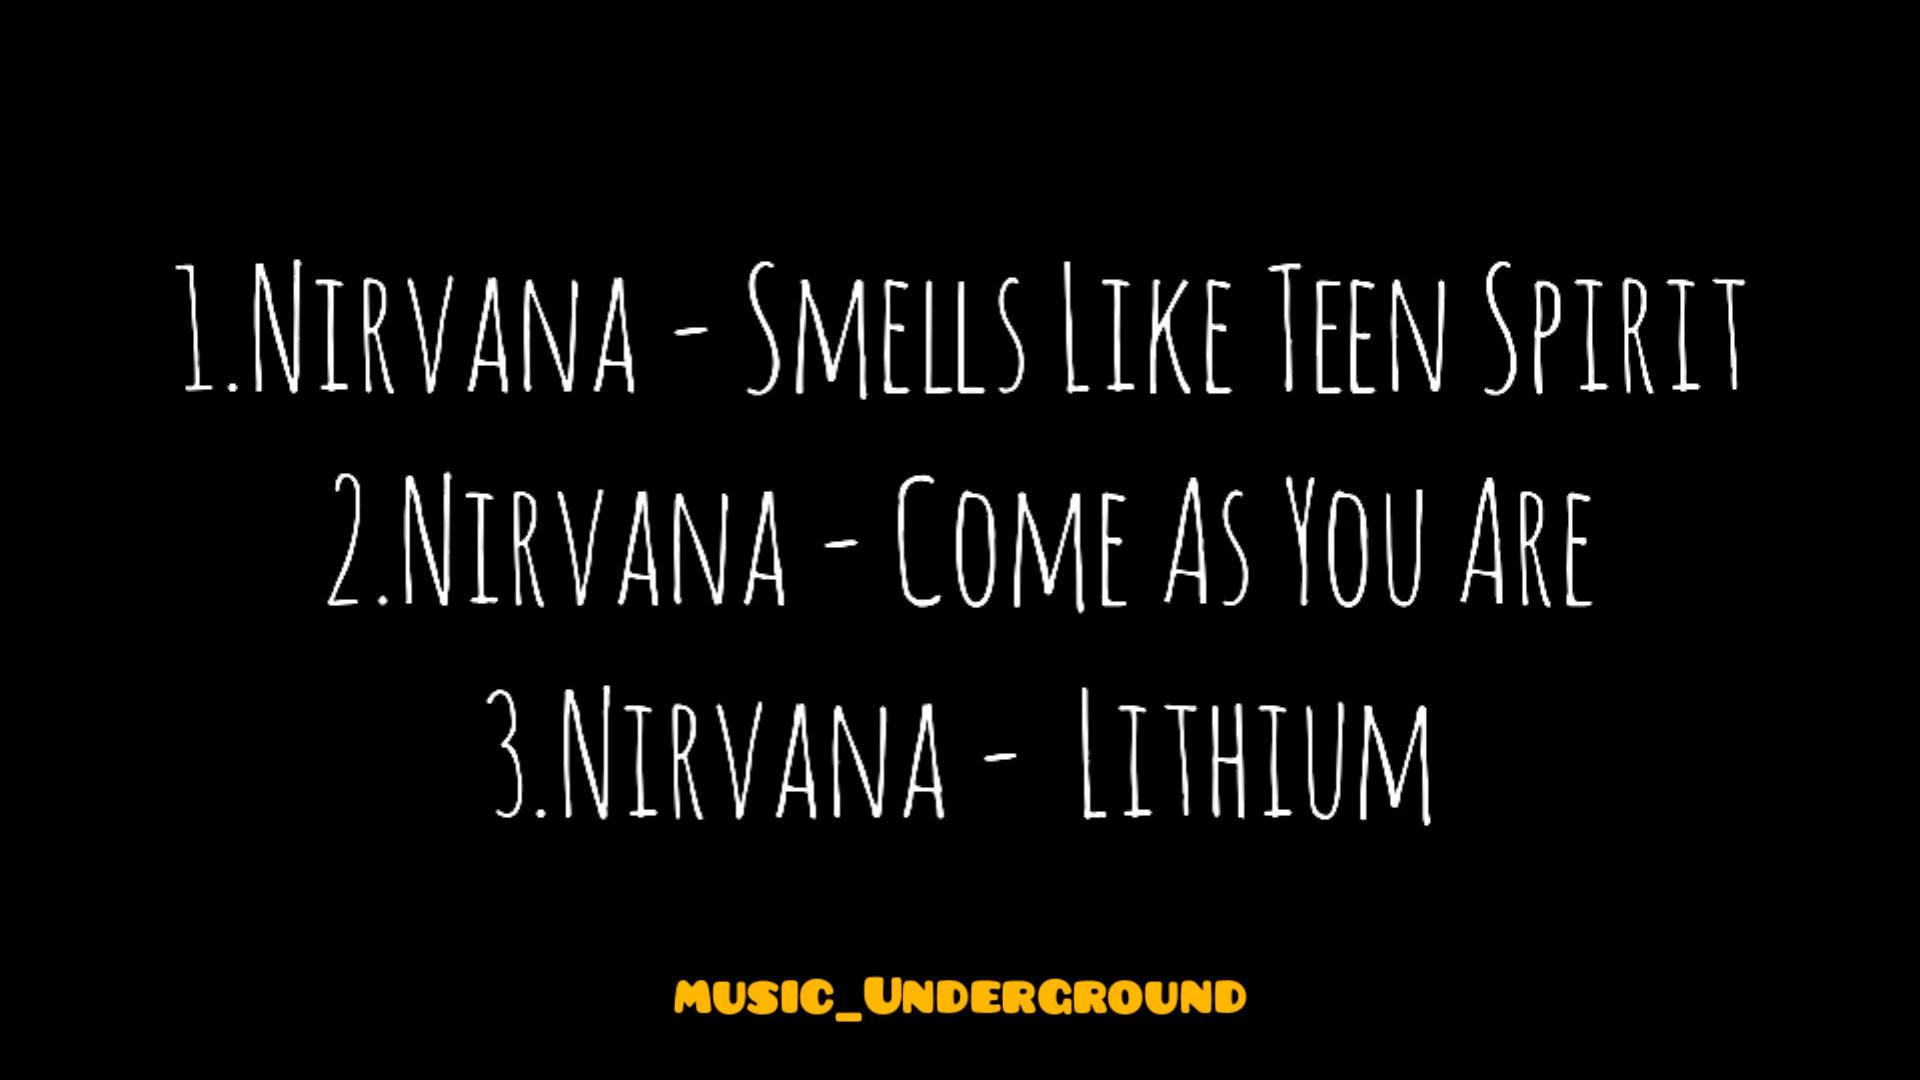 1.Nirvana - Smells Like Teen Spirit
2.Nirvana - Come As You Are
3.Nirvana - Lithium
music_Underground